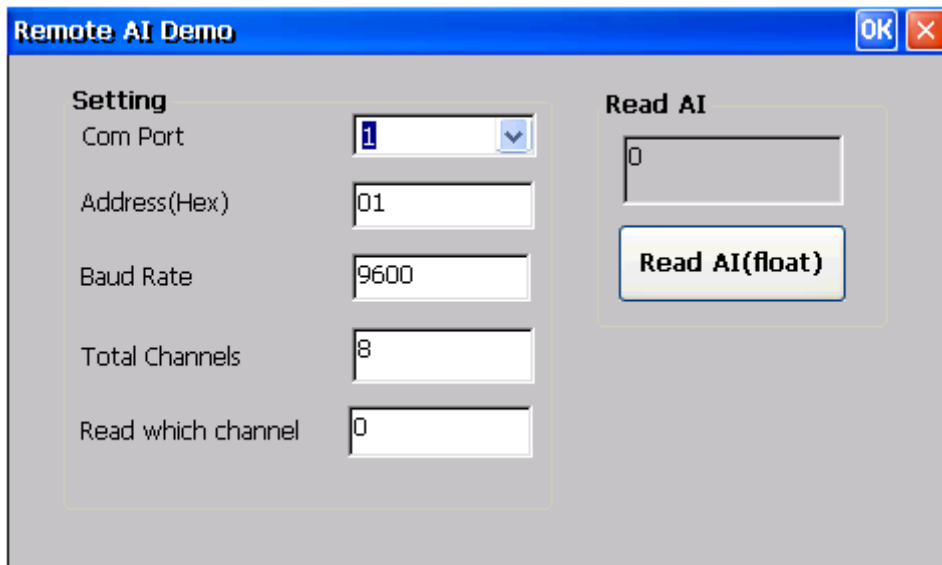 Remote AI Demo OK
Setting
Com Port 1
Address(Hex) 01
Baud Rate 9600
Total Channels 8
Read which channel 0
Read AI
0
Read AI(float)